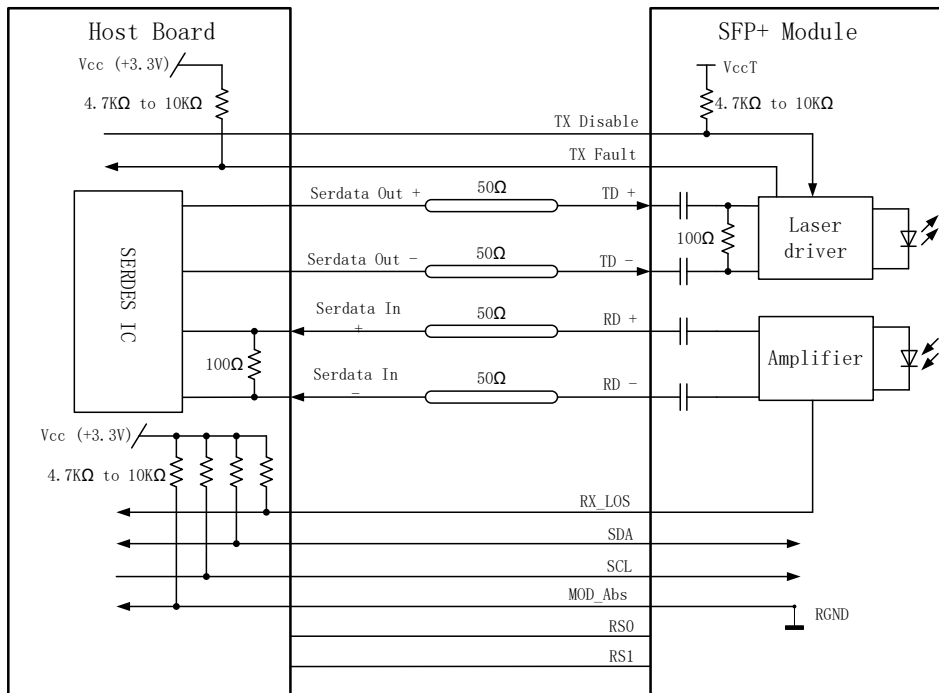 Host Board
SFP+ Module
Vcc (+3.3V)
VccT
4.7KΩ to 10KΩ
4.7KΩ to 10KΩ
TX Disable
TX Fault
Serdata Out +
50Ω
TD +
SERDES IC
100Ω
Laser
driver
Serdata Out -
50Ω
TD -
Serdata In
+
50Ω
RD +
100Ω
Amplifier
Serdata In
-
50Ω
RD -
Vcc (+3.3V)
4.7KΩ to 10KΩ
RX_LOS
SDA
SCL
MOD_Abs
RGND
RS0
RS1